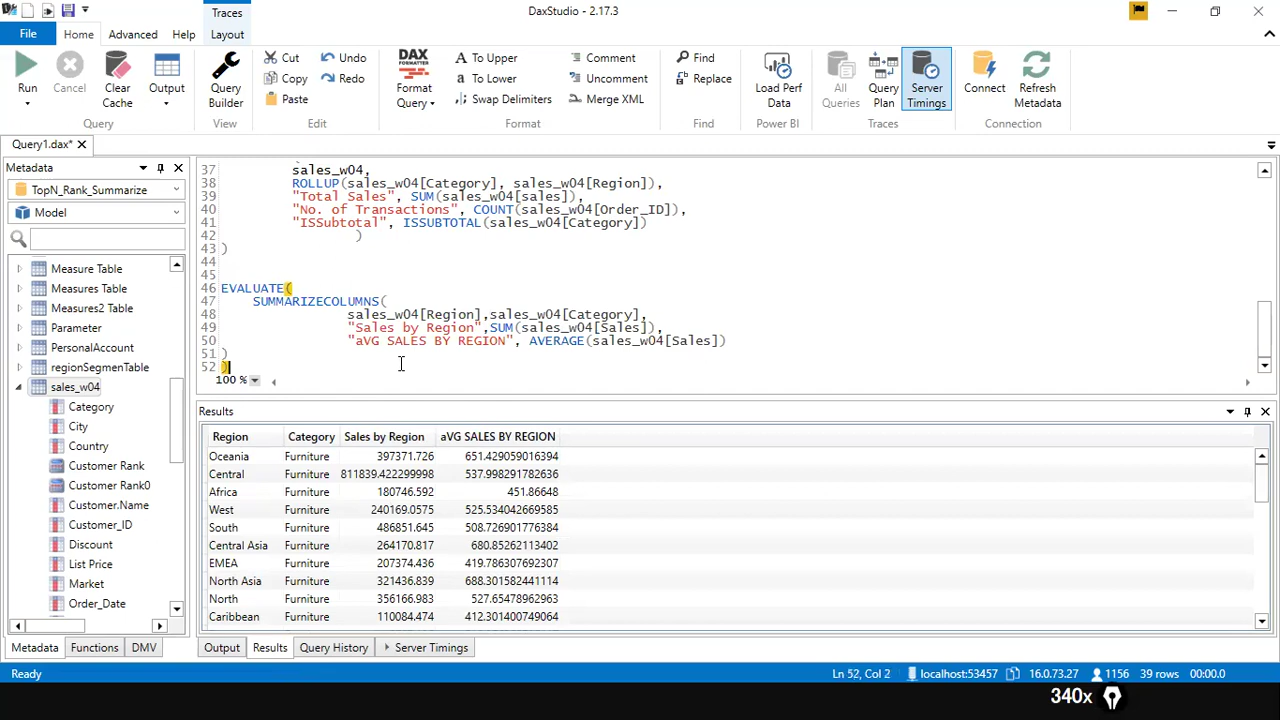 DaxStudio - 2.17.3
Traces
File Home Advanced Help Layout
Run
Cancel
Clear Cache
Output
Query
Query Builder
View
Cut
Copy
Paste
Undo
Redo
Edit
DAX FORMATTER
Format Query
To Upper
To Lower
Swap Delimiters
Comment
Uncomment
Merge XML
Format
Find
Replace
Find
Load Perf Data
Power BI
All Queries
Query Plan
Server Timings
Traces
Connect
Refresh Metadata
Connection
Query1.dax*
Metadata
TopN_Rank_Summarize
Model
Measure Table
Measures Table
Measures2 Table
Parameter
PersonalAccount
regionSegmenTable
sales_w04
Category
City
Country
Customer Rank
Customer Rank0
Customer.Name
Customer_ID
Discount
List Price
Market
Order_Date
Metadata Functions DMV
37 sales_w04,
38 ROLLUP(sales_w04[Category], sales_w04[Region]),
39 "Total Sales", SUM(sales_w04[sales]),
40 "No. of Transactions", COUNT(sales_w04[Order_ID]),
41 "ISSubtotal", ISSUBTOTAL(sales_w04[Category])
42 )
43 )
44
45
46 EVALUATE(
47 SUMMARIZECOLUMNS(
48 sales_w04[Region],sales_w04[Category],
49 "Sales by Region",SUM(sales_w04[Sales]),
50 "aVG SALES BY REGION", AVERAGE(sales_w04[Sales])
51 )
52 )
100 %
Results
Region Category Sales by Region aVG SALES BY REGION
Oceania Furniture 397371.726 651.429059016394
Central Furniture 811839.422299998 537.998291782636
Africa Furniture 180746.592 451.86648
West Furniture 240169.0575 525.534042669585
South Furniture 486851.645 508.726901776384
Central Asia Furniture 264170.817 680.85262113402
EMEA Furniture 207374.436 419.786307692307
North Asia Furniture 321436.839 688.301582441114
North Furniture 356166.983 527.65478962963
Caribbean Furniture 110084.474 412.301400749064
Output Results Query History Server Timings
Ready Ln 52, Col 2 localhost:53457 16.0.73.27 1156 39 rows 00:00.0
340x